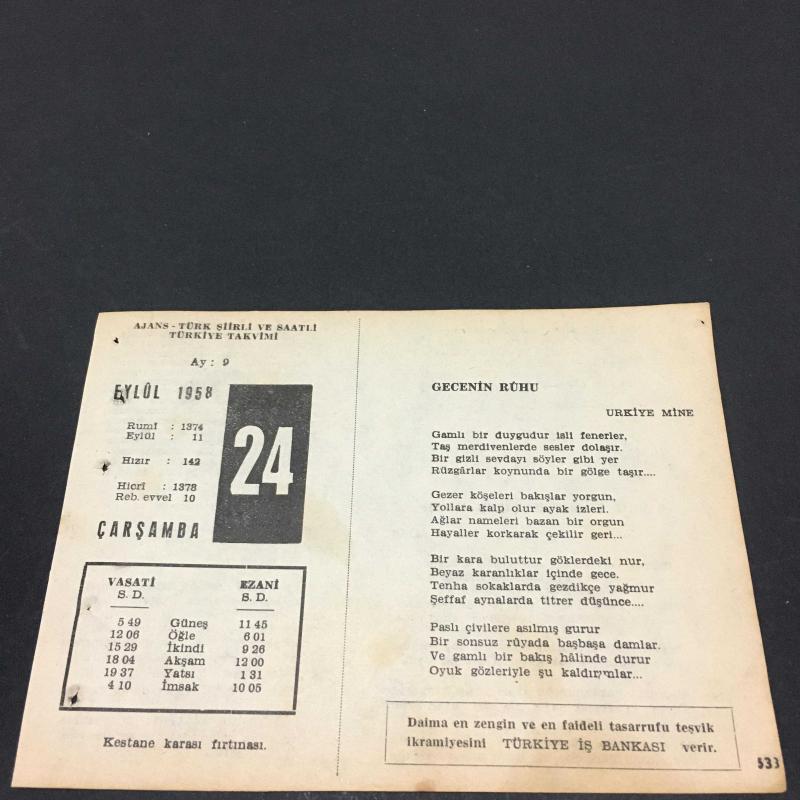 AJANS - TÜRK ŞİİRLİ VE SAATLİ
TÜRKİYE TAKVİMİ
Ay : 9
EYLÛL 1958
24
Rumî : 1374
Eylûl : 11
Hızır : 142
Hicrî : 1378
Reb. evvel 10
ÇARŞAMBA
VASATİ EZANİ
S. D. S. D.
5 49 Güneş 11 45
12 06 Öğle 6 01
15 29 İkindi 9 26
18 04 Akşam 12 00
19 37 Yatsı 1 31
4 10 İmsak 10 05
Kestane karası fırtınası.
GECENİN RÛHU
URKİYE MİNE
Gamlı bir duygudur isli fenerler,
Taş merdivenlerde sesler dolaşır.
Bir gizli sevdayı söyler gibi yer
Rüzgârlar koynunda bir gölge taşır....
Gezer köşeleri bakışlar yorgun,
Yollara kalp olur ayak izleri.
Ağlar nameleri bazan bir orgun
Hayaller korkarak çekilir geri...
Bir kara buluttur göklerdeki nur,
Beyaz karanlıklar içinde gece.
Tenha sokaklarda gezdikçe yağmur
Şeffaf aynalarda titrer düşünce....
Paslı çivilere asılmış gurur
Bir sonsuz rüyada başbaşa damlar.
Ve gamlı bir bakış hâlinde durur
Oyuk gözleriyle şu kaldırımlar...
Daima en zengin ve en faideli tasarrufu teşvik
ikramiyesini TÜRKİYE İŞ BANKASI verir.
533